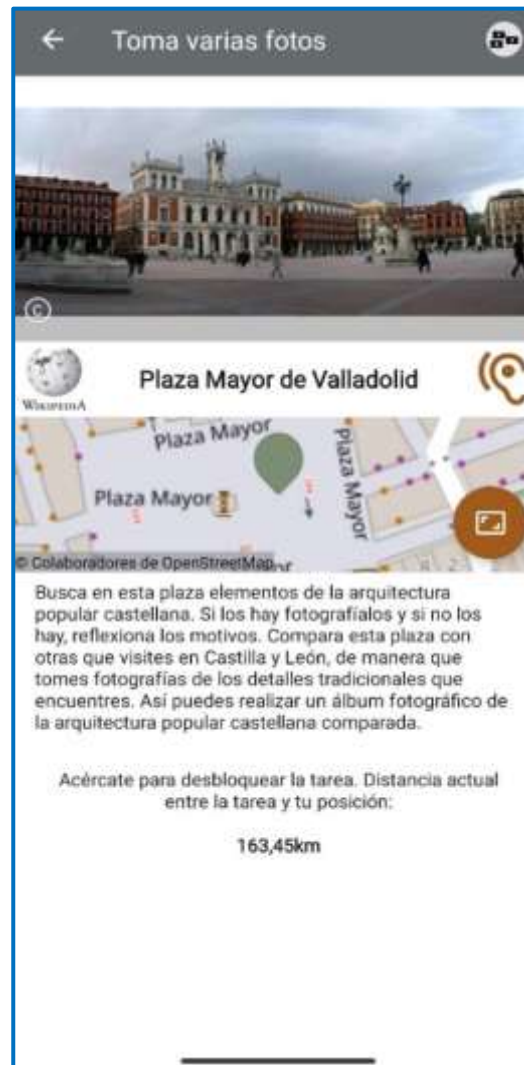 Toma varias fotos
©
WIKIPEDIA
Plaza Mayor de Valladolid
Plaza Mayor
Plaza Mayor
Plaza Mayor
© Colaboradores de OpenStreetMap
Busca en esta plaza elementos de la arquitectura
popular castellana. Si los hay fotografíalos y si no los
hay, reflexiona los motivos. Compara esta plaza con
otras que visites en Castilla y León, de manera que
tomes fotografías de los detalles tradicionales que
encuentres. Así puedes realizar un álbum fotográfico de
la arquitectura popular castellana comparada.
Acércate para desbloquear la tarea. Distancia actual
entre la tarea y tu posición:
163,45km